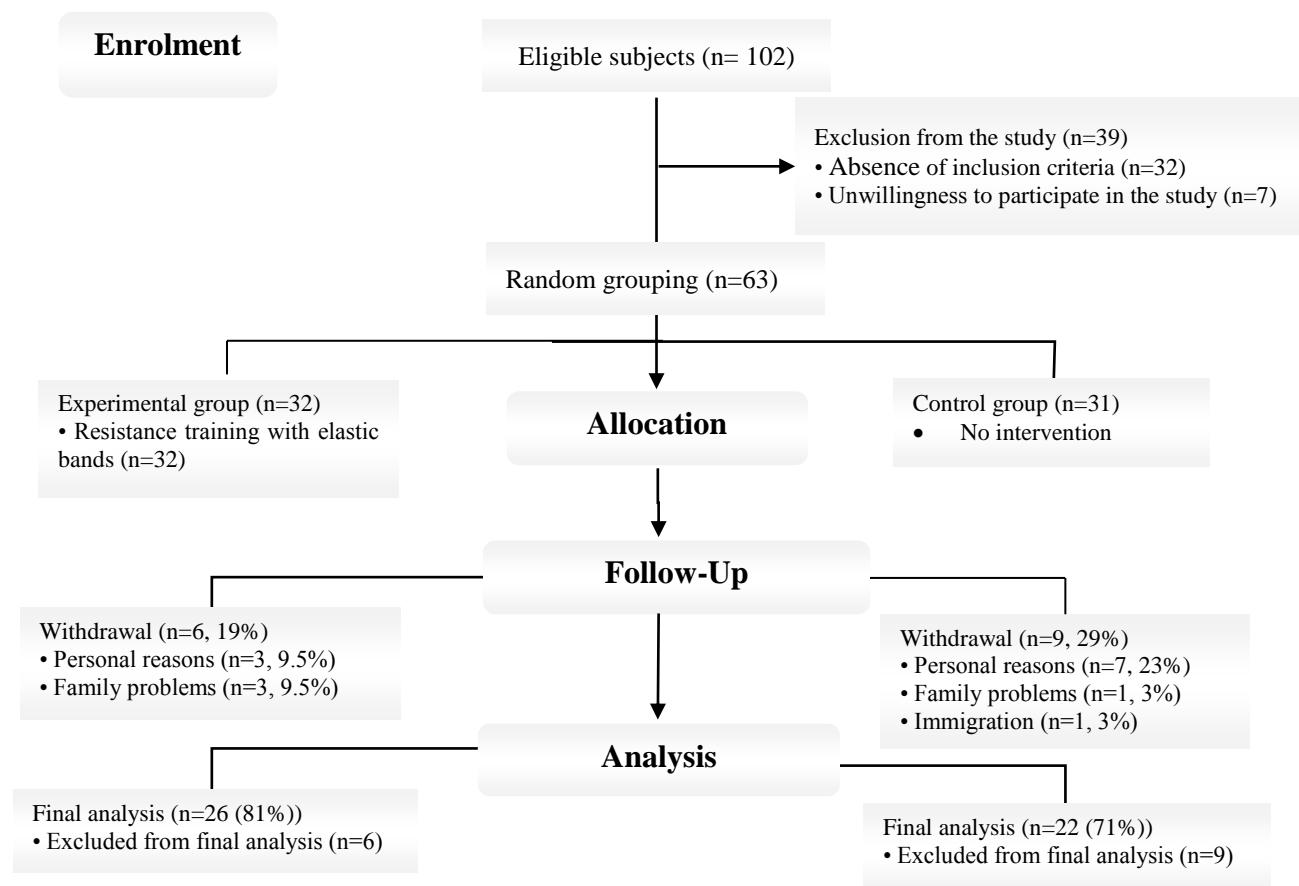 Enrolment
Eligible subjects (n= 102)
Exclusion from the study (n=39)
• Absence of inclusion criteria (n=32)
• Unwillingness to participate in the study (n=7)
Random grouping (n=63)
Experimental group (n=32)
• Resistance training with elastic
bands (n=32)
Allocation
Control group (n=31)
• No intervention
Follow-Up
Withdrawal (n=6, 19%)
• Personal reasons (n=3, 9.5%)
• Family problems (n=3, 9.5%)
Withdrawal (n=9, 29%)
• Personal reasons (n=7, 23%)
• Family problems (n=1, 3%)
• Immigration (n=1, 3%)
Analysis
Final analysis (n=26 (81%))
• Excluded from final analysis (n=6)
Final analysis (n=22 (71%))
• Excluded from final analysis (n=9)